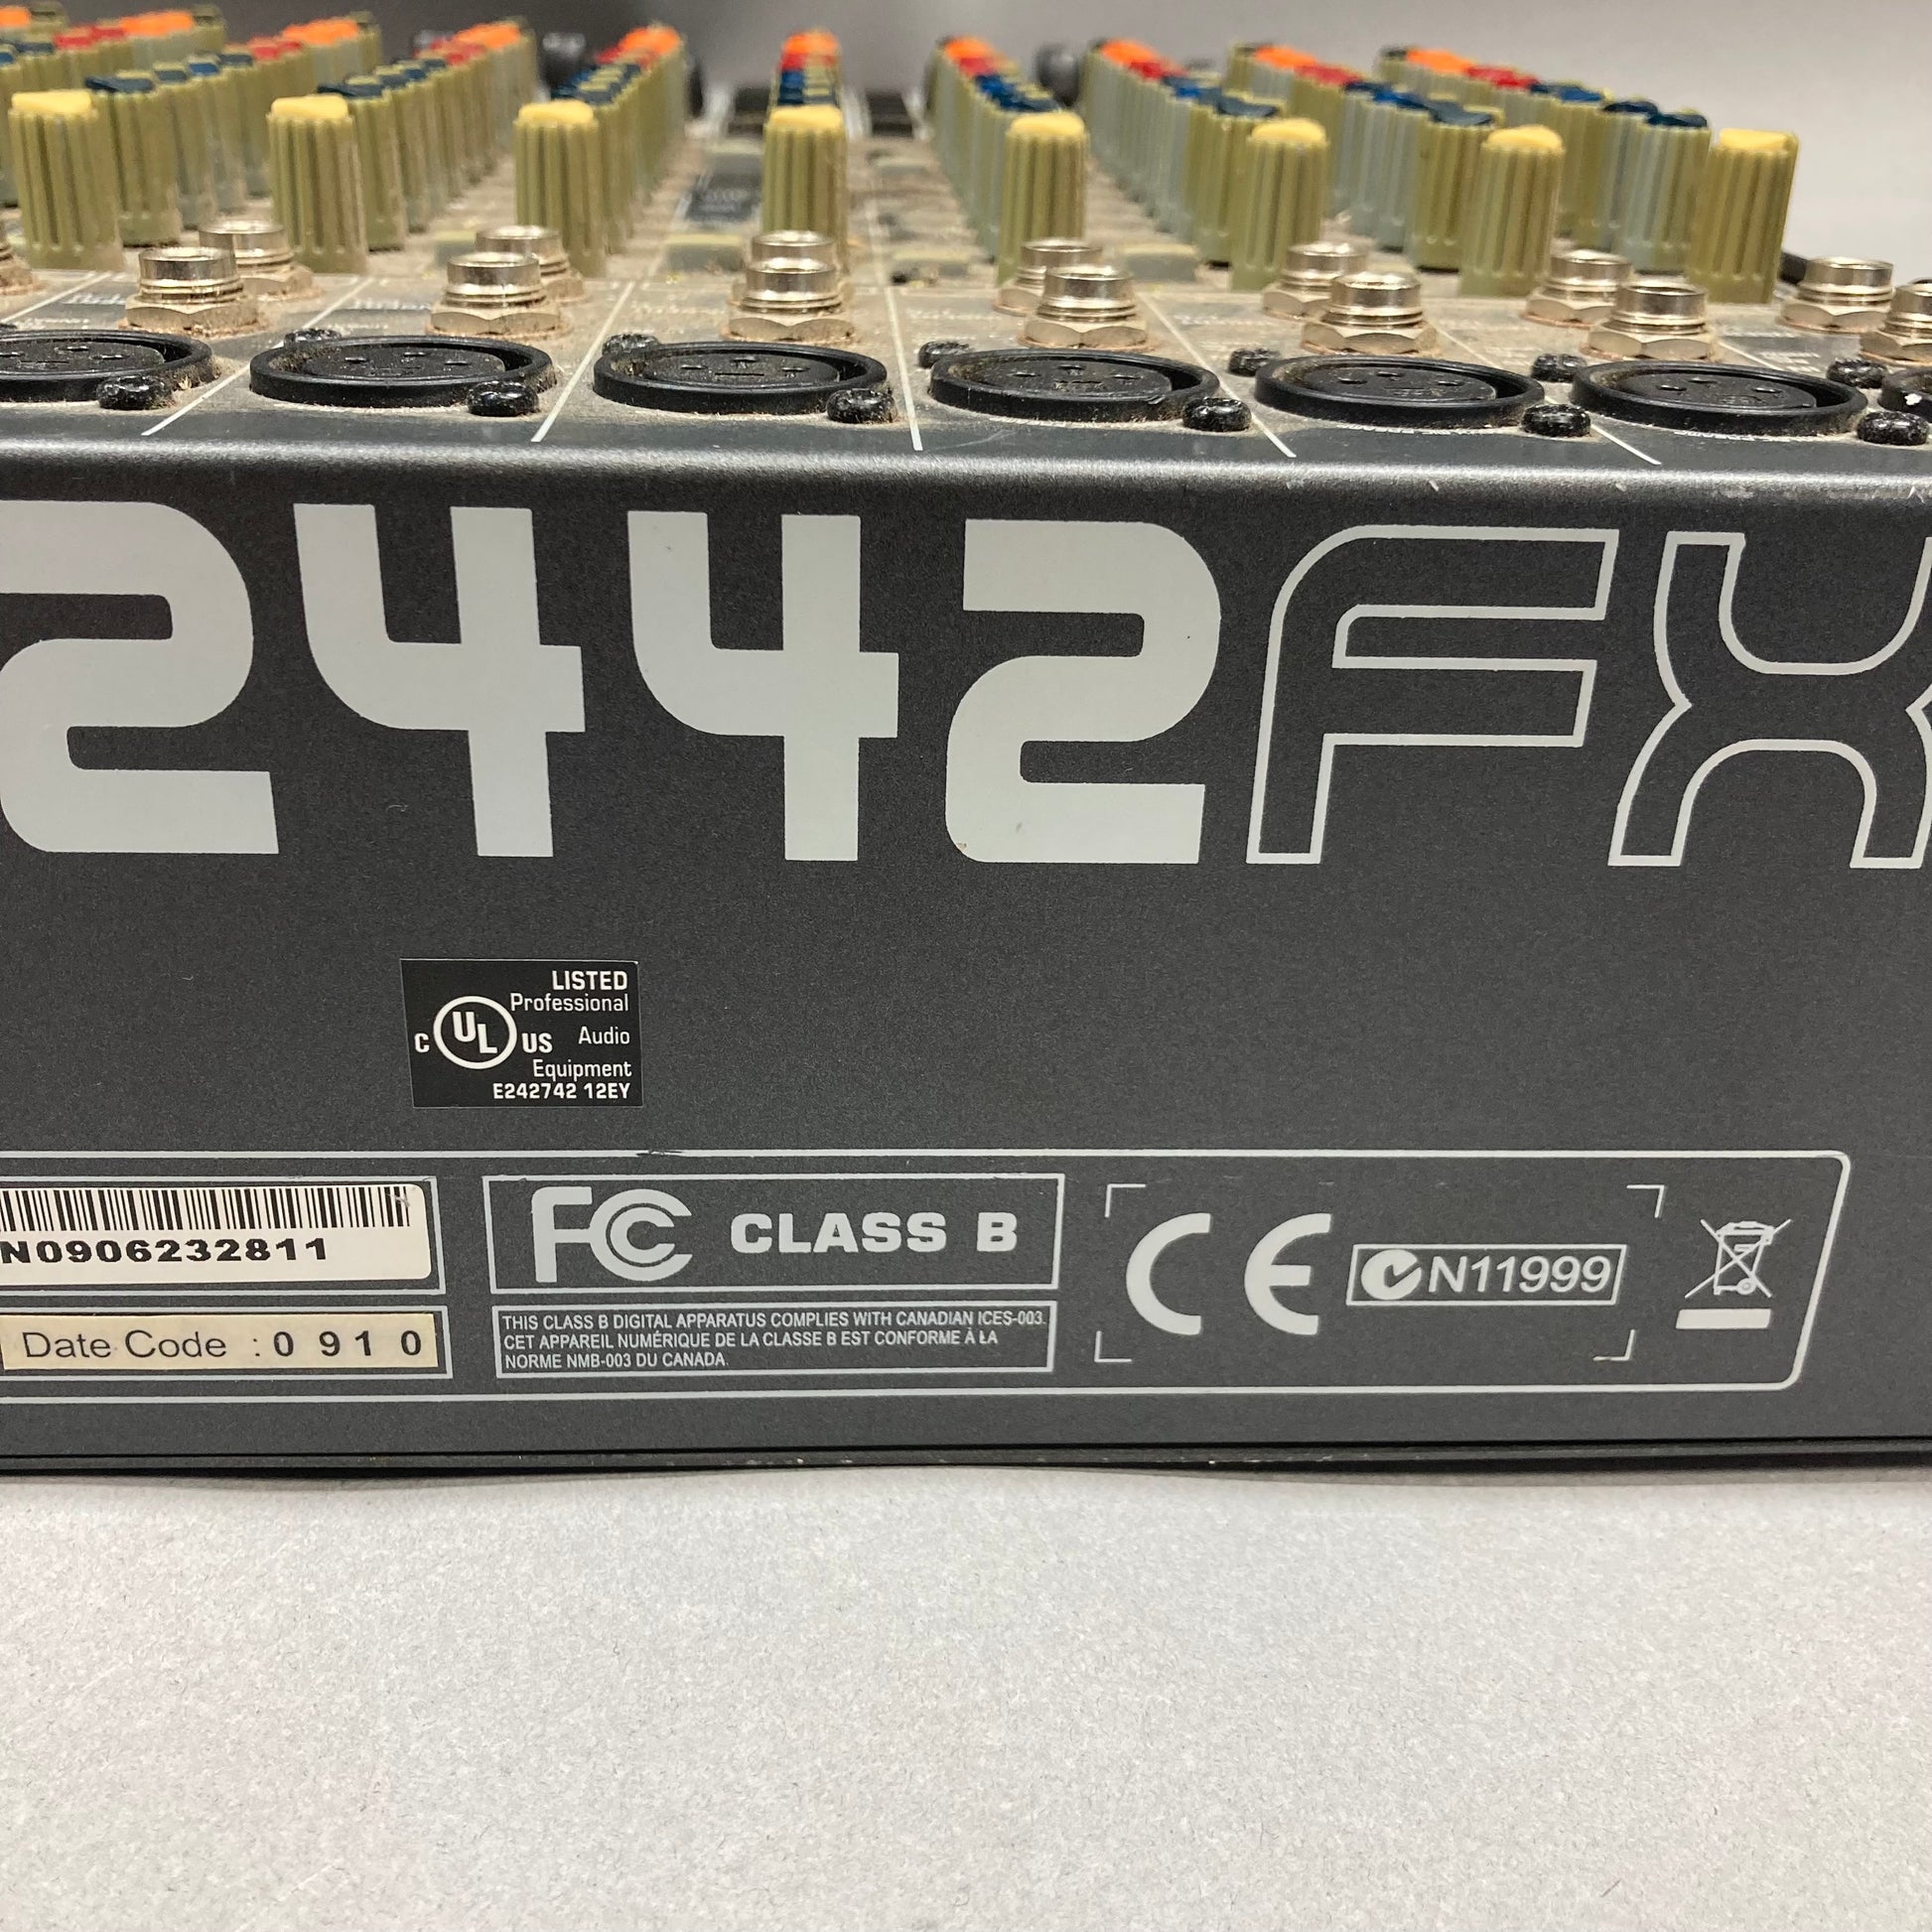 2442FX
LISTED
Professional
C UL US Audio
Equipment
E242742 12EY
N0906232811
FC CLASS B
Date Code : 0 9 1 0
THIS CLASS B DIGITAL APPARATUS COMPLIES WITH CANADIAN ICES-003.
CET APPAREIL NUMÉRIQUE DE LA CLASSE B EST CONFORME À LA
NORME NMB-003 DU CANADA.
CE N11999